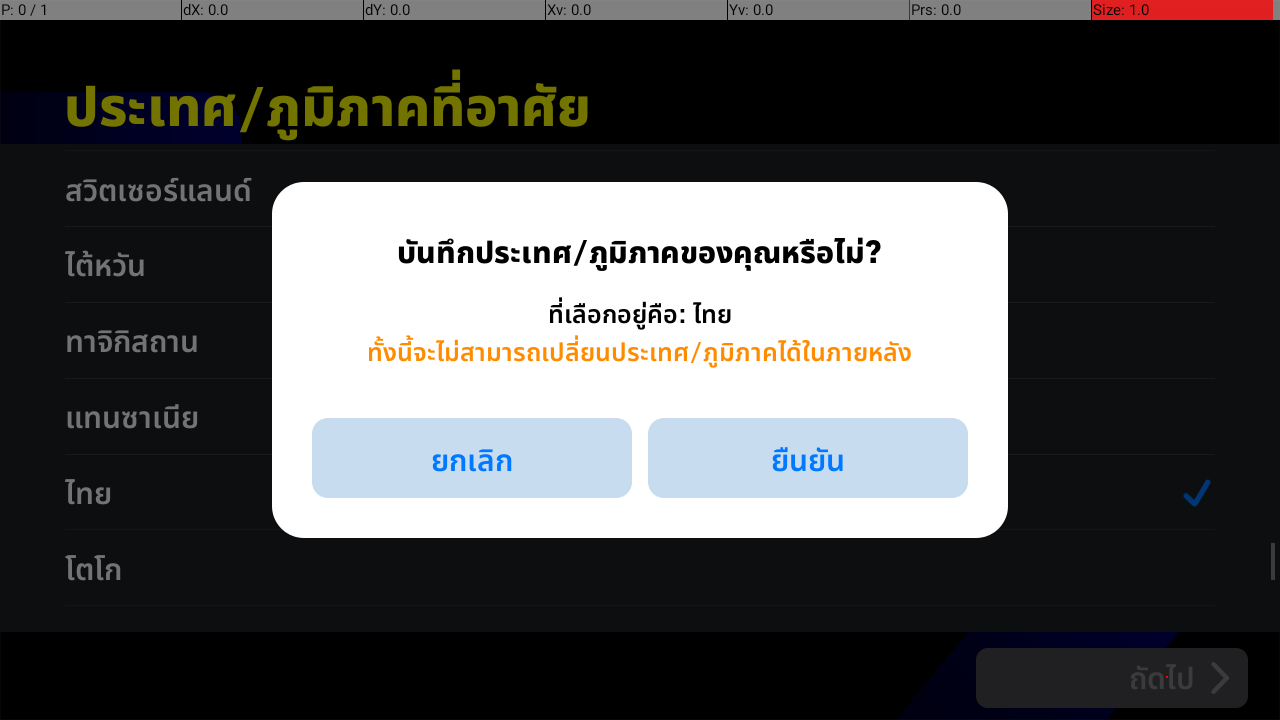 P: 0 / 1
dX: 0.0
dY: 0.0
Xv: 0.0
Yv: 0.0
Prs: 0.0
Size: 1.0
ประเทศ/ภูมิภาคที่อาศัย
สวิตเซอร์แลนด์
ไต้หวัน
ทาจิกิสถาน
แทนซาเนีย
ไทย
โตโก
บันทึกประเทศ/ภูมิภาคของคุณหรือไม่?
ที่เลือกอยู่คือ: ไทย
ทั้งนี้จะไม่สามารถเปลี่ยนประเทศ/ภูมิภาคได้ในภายหลัง
ยกเลิก
ยืนยัน
ถัดไป